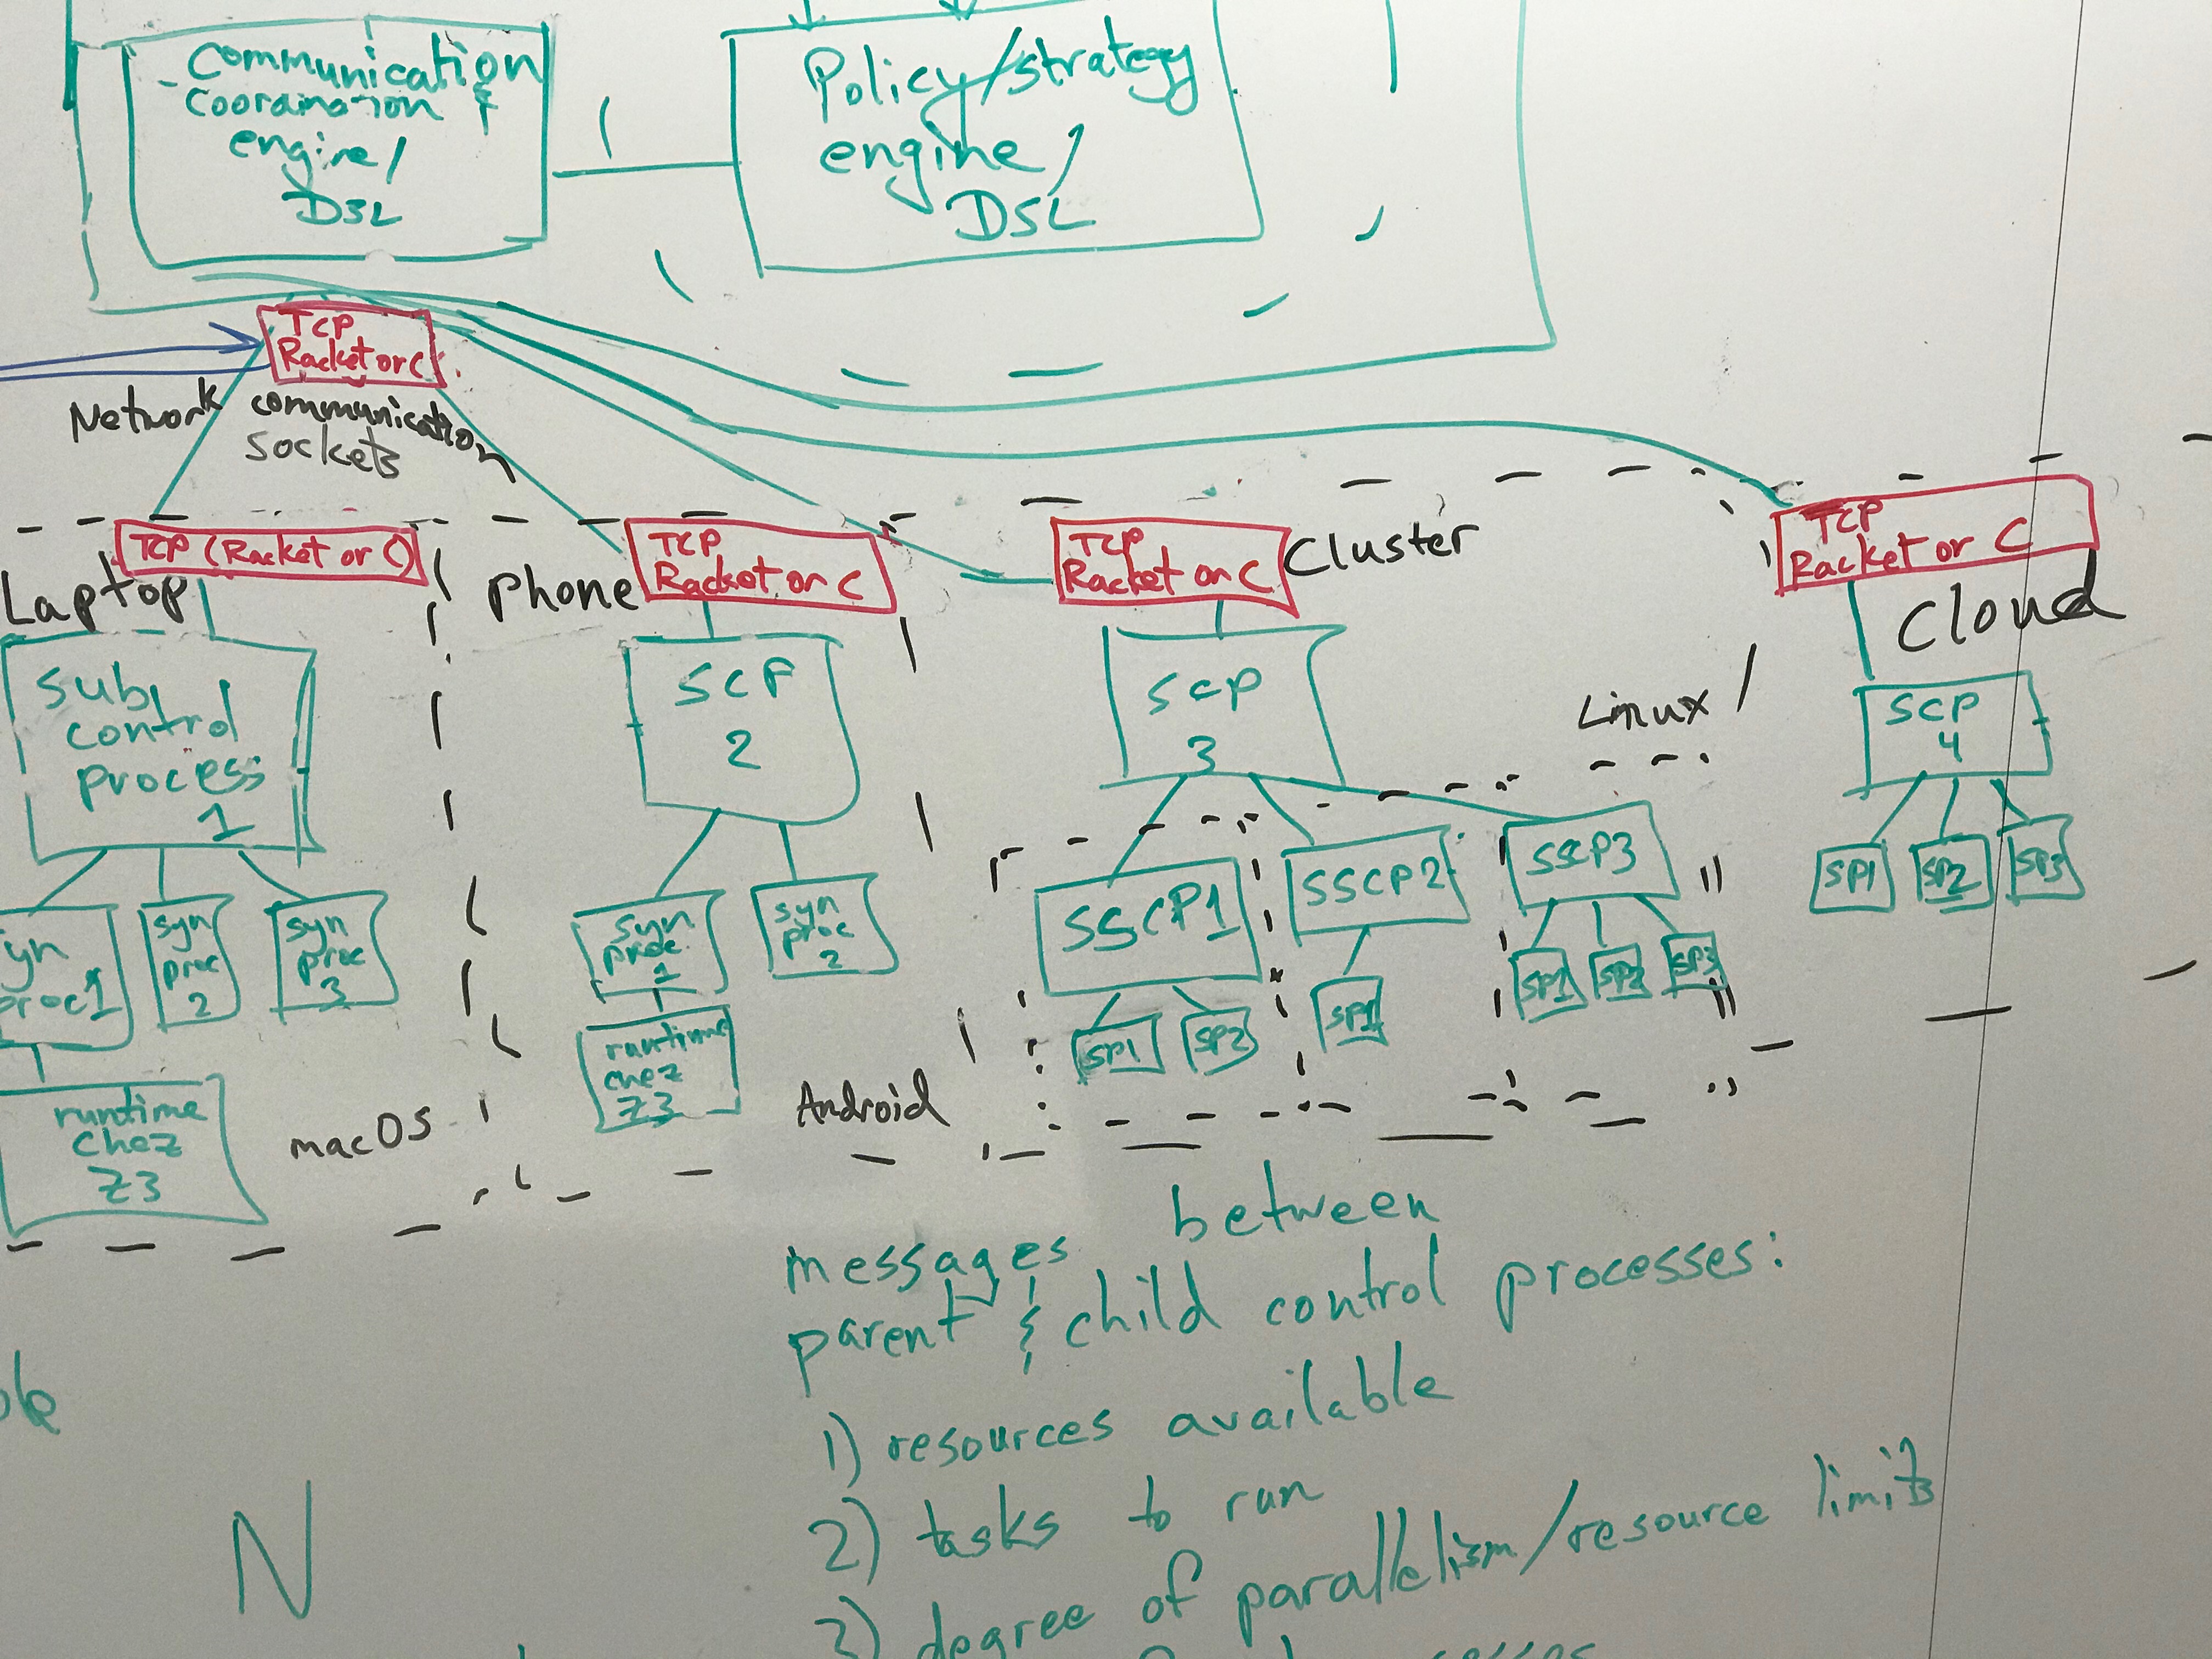 Communication
Coordination &
engine/
DSL
Policy/strategy
engine/
DSL
TCP
Racket or C
Network communication
sockets
TCP (Racket or C)
Laptop
Phone
TCP
Racket or C
TCP
Racket or C
Cluster
TCP
Racket or C
Cloud
sub
control
process
1
SCP
2
SCP
3
Linux/
SCP
4
yn
proc1
syn
proc
2
syn
proc
3
syn
proc
1
syn
proc
2
SSCP1
SSCP2
SSCP3
SP1
SP2
SP3
SP1
SP2
SP1
SP1
SP2
SP3
runtime
chez
Z3
macOS
runtime
chez
Z3
Android
between
messages
parent & child control processes:
1) resources available
2) tasks to run
3) degree of parallelism/resource limits
N